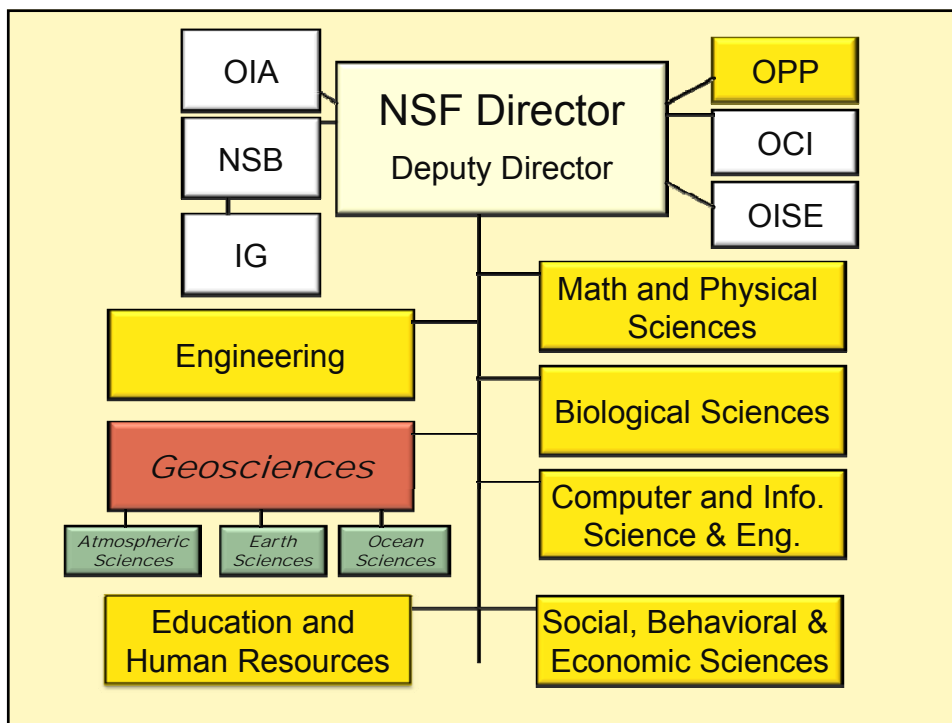 OIA
NSB
IG
NSF Director
Deputy Director
OPP
OCI
OISE
Engineering
Math and Physical
Sciences
Biological Sciences
Geosciences
Atmospheric
Sciences
Earth
Sciences
Ocean
Sciences
Computer and Info.
Science & Eng.
Education and
Human Resources
Social, Behavioral &
Economic Sciences